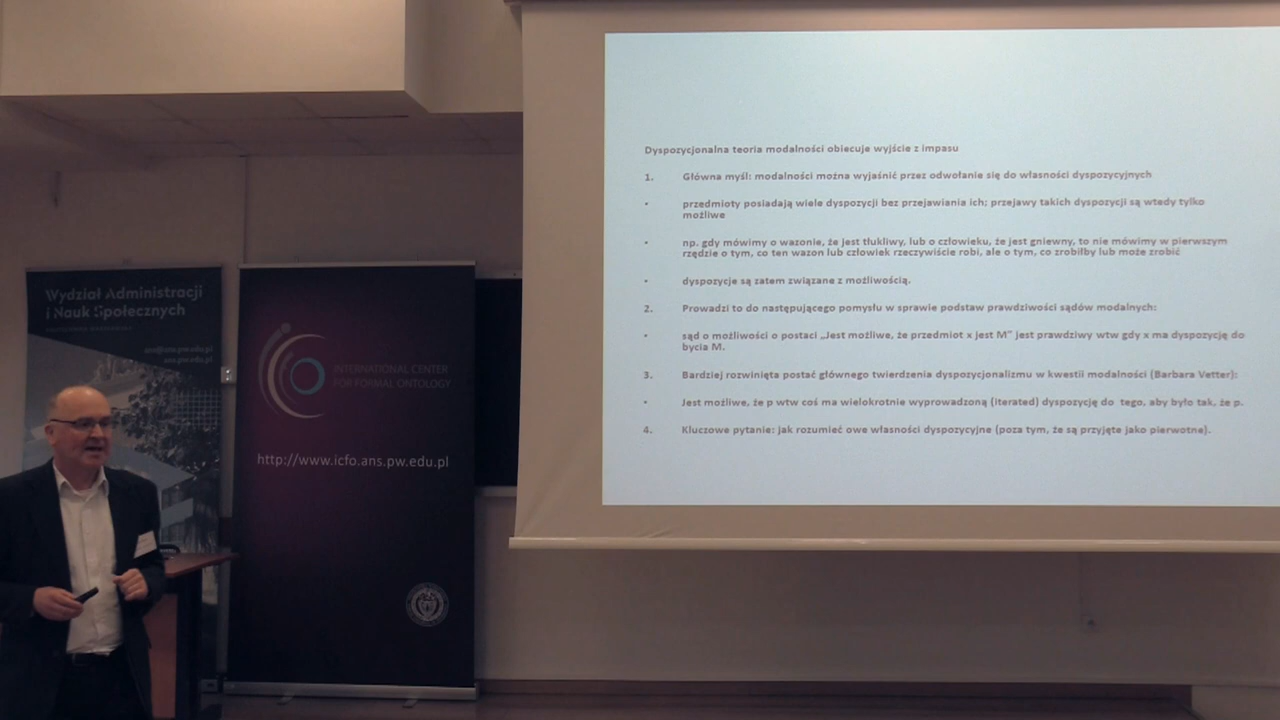 Dyspozycjonalna teoria modalności obiecuje wyjście z impasu
1. Główna myśl: modalności można wyjaśnić przez odwołanie się do własności dyspozycyjnych
• przedmioty posiadają wiele dyspozycji bez przejawiania ich; przejawy takich dyspozycji są wtedy tylko
możliwe
• np. gdy mówimy o wazonie, że jest tłukliwy, lub o człowieku, że jest gniewny, to nie mówimy w pierwszym
rzędzie o tym, co ten wazon lub człowiek rzeczywiście robi, ale o tym, co zrobiłby lub może zrobić
• dyspozycje są zatem związane z możliwością.
2. Prowadzi to do następującego pomysłu w sprawie podstaw prawdziwości sądów modalnych:
• sąd o możliwości o postaci „Jest możliwe, że przedmiot x jest M” jest prawdziwy wtw gdy x ma dyspozycję do
bycia M.
3. Bardziej rozwinięta postać głównego twierdzenia dyspozycjonalizmu w kwestii modalności (Barbara Vetter):
• Jest możliwe, że p wtw coś ma wielokrotnie wyprowadzoną (iterated) dyspozycję do tego, aby było tak, że p.
4. Kluczowe pytanie: jak rozumieć owe własności dyspozycyjne (poza tym, że są przyjęte jako pierwotne).
Wydział Administracji
i Nauk Społecznych
ans.pw.edu.pl
INTERNATIONAL CENTER
FOR FORMAL ONTOLOGY
http://www.icfo.ans.pw.edu.pl